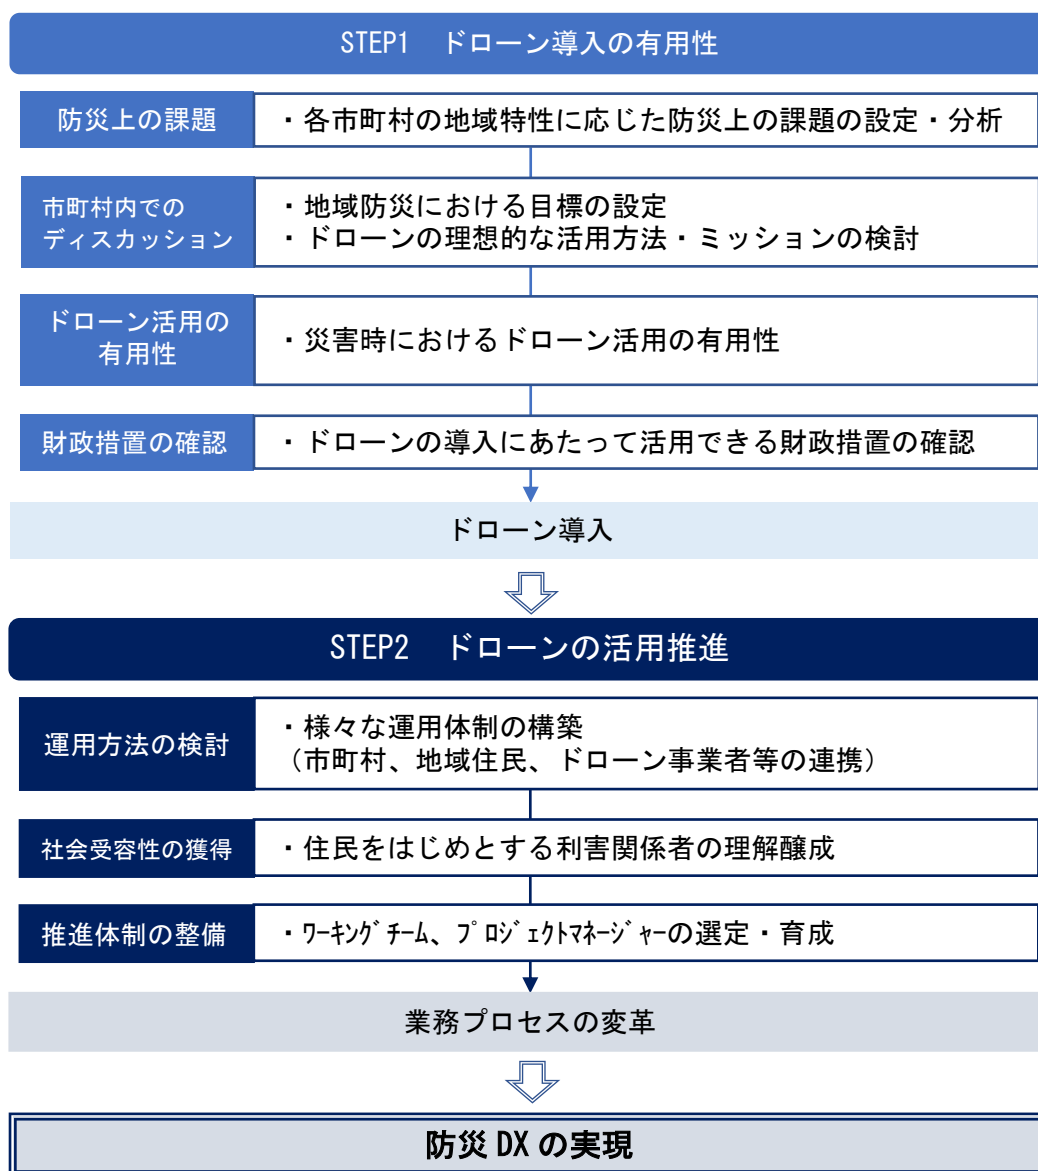 STEP1　ドローン導入の有用性
防災上の課題
・各市町村の地域特性に応じた防災上の課題の設定・分析
市町村内での
ディスカッション
・地域防災における目標の設定
・ドローンの理想的な活用方法・ミッションの検討
ドローン活用の
有用性
・災害時におけるドローン活用の有用性
財政措置の確認
・ドローンの導入にあたって活用できる財政措置の確認
ドローン導入
STEP2　ドローンの活用推進
運用方法の検討
・様々な運用体制の構築
（市町村、地域住民、ドローン事業者等の連携）
社会受容性の獲得
・住民をはじめとする利害関係者の理解醸成
推進体制の整備
・ﾜｰｷﾝｸﾞﾁｰﾑ、ﾌﾟﾛｼﾞｪｸﾄﾏﾈｰｼﾞｬｰの選定・育成
業務プロセスの変革
防災 DX の実現